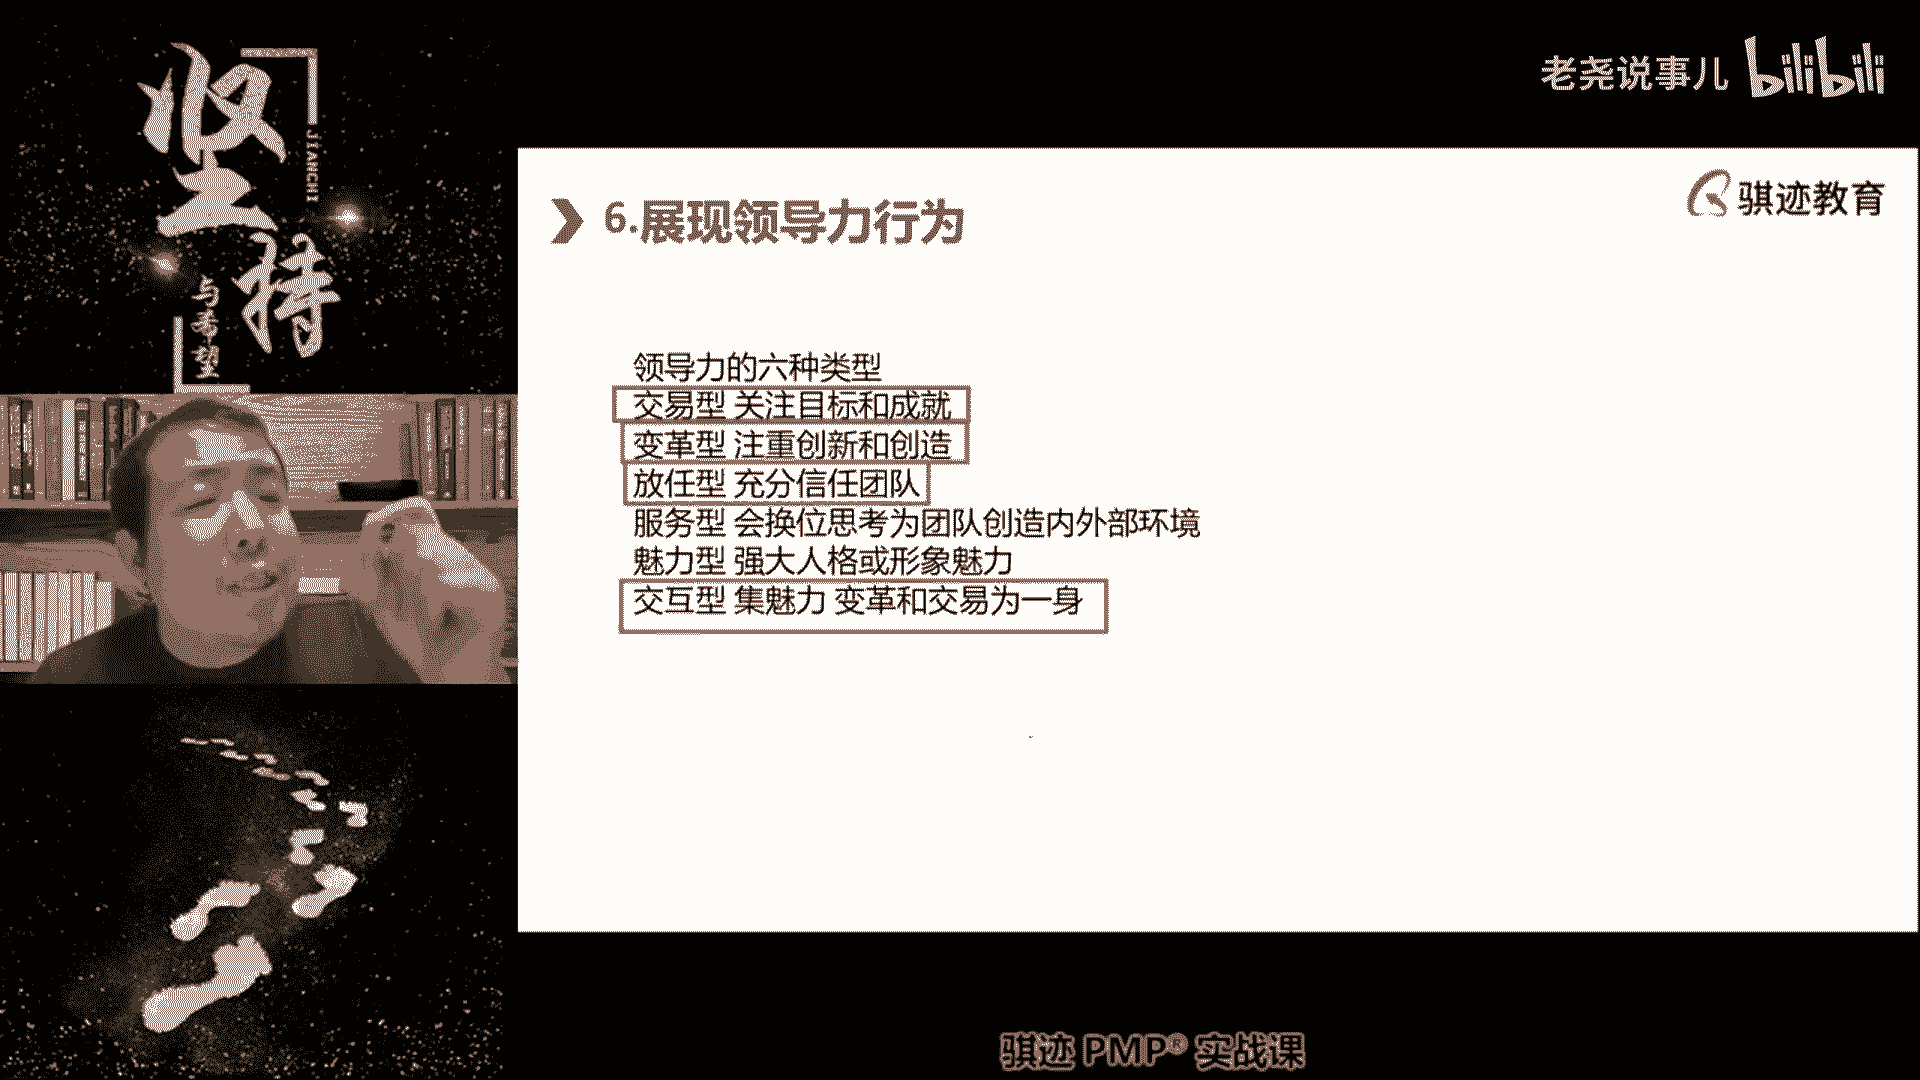 坚持
JIANCHI
与希望
老尧说事儿 bilibili
骐迹教育
6.展现领导力行为
领导力的六种类型
交易型 关注目标和成就
变革型 注重创新和创造
放任型 充分信任团队
服务型 会换位思考为团队创造内外部环境
魅力型 强大人格或形象魅力
交互型 集魅力 变革和交易为一身
骐迹 PMP® 实战课